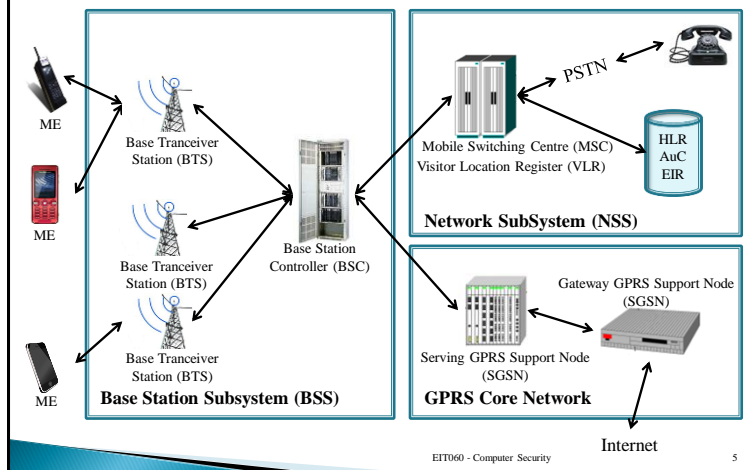 ME
ME
ME
Base Tranceiver
Station (BTS)
Base Tranceiver
Station (BTS)
Base Tranceiver
Station (BTS)
Base Station
Controller (BSC)
Base Station Subsystem (BSS)
Mobile Switching Centre (MSC)
Visitor Location Register (VLR)
PSTN
HLR
AuC
EIR
Network SubSystem (NSS)
Gateway GPRS Support Node
(SGSN)
Serving GPRS Support Node
(SGSN)
GPRS Core Network
Internet
EIT060 - Computer Security
5